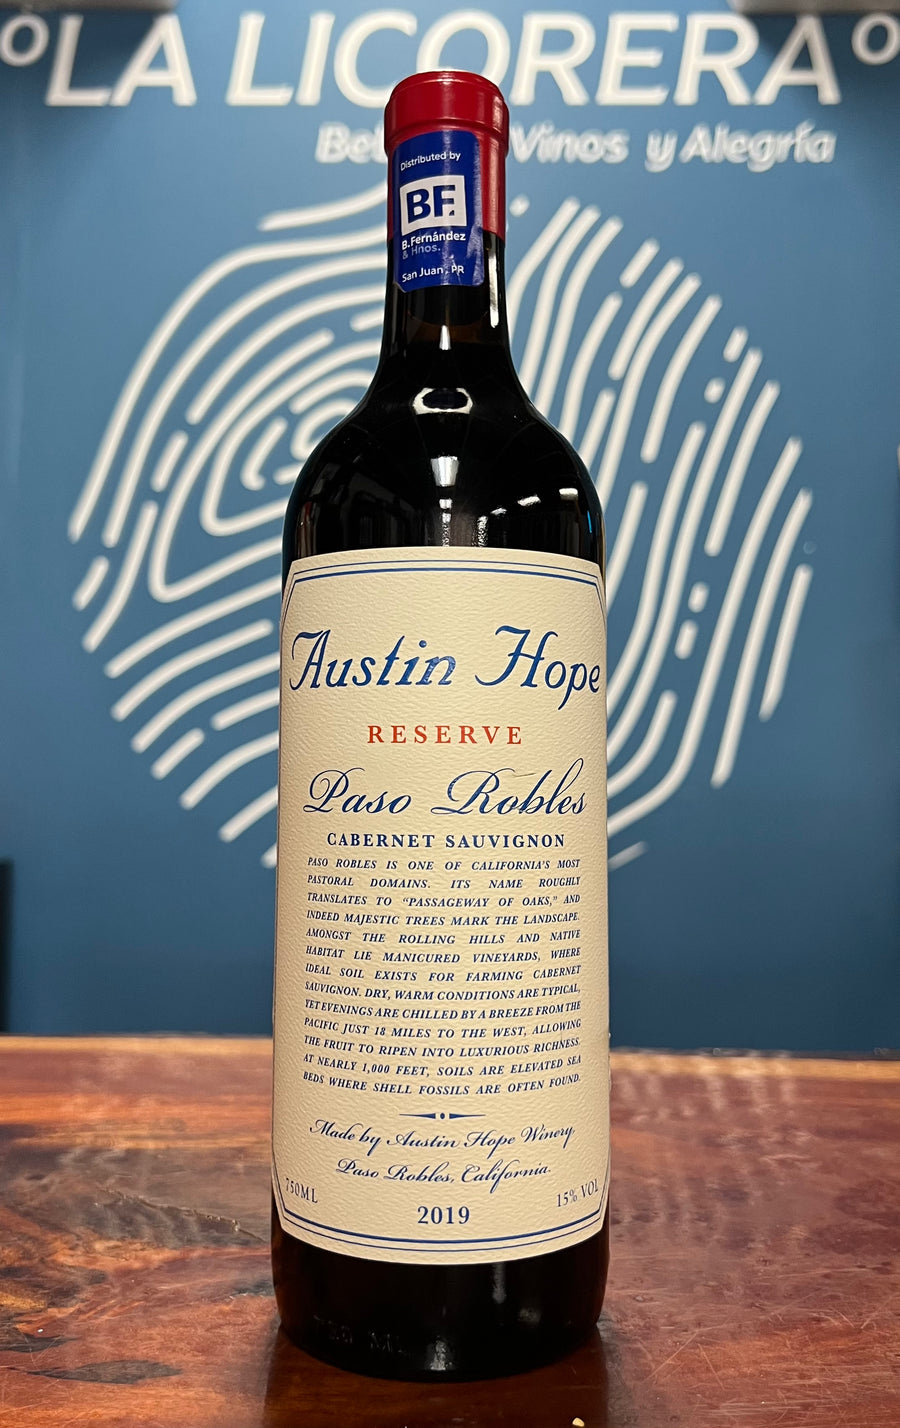 LA LICORERA
Vinos y Alegría
Distributed by
BF.
B.Fernández
& Hnos.
San Juan, PR
Austin Hope
RESERVE
Paso Robles
CABERNET SAUVIGNON
PASO ROBLES IS ONE OF CALIFORNIA'S MOST
PASTORAL DOMAINS. ITS NAME ROUGHLY
TRANSLATES TO “PASSAGEWAY OF OAKS,” AND
INDEED MAJESTIC TREES MARK THE LANDSCAPE.
AMONGST THE ROLLING HILLS AND NATIVE
HABITAT LIE MANICURED VINEYARDS, WHERE
IDEAL SOIL EXISTS FOR FARMING CABERNET
SAUVIGNON. DRY, WARM CONDITIONS ARE TYPICAL,
YET EVENINGS ARE CHILLED BY A BREEZE FROM THE
PACIFIC JUST 18 MILES TO THE WEST, ALLOWING
THE FRUIT TO RIPEN INTO LUXURIOUS RICHNESS.
AT NEARLY 1,000 FEET, SOILS ARE ELEVATED SEA
BEDS WHERE SHELL FOSSILS ARE OFTEN FOUND.
Made by Austin Hope Winery,
Paso Robles, California.
750ML
15% VOL
2019